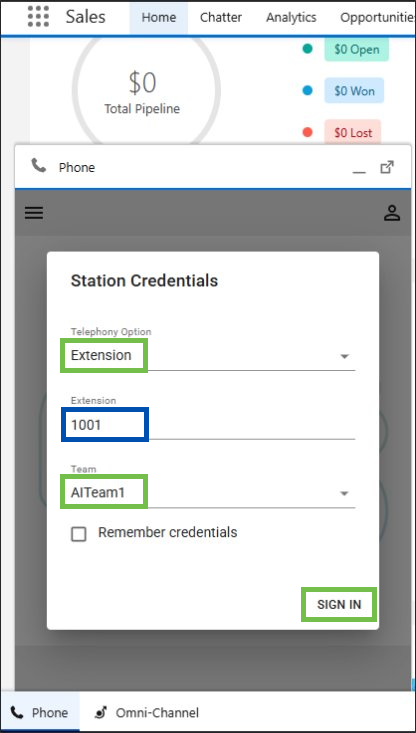 Sales Home Chatter Analytics Opportunities
$0 Open
$0
Total Pipeline
$0 Won
$0 Lost
Phone
Station Credentials
Telephony Option
Extension
Extension
1001
Team
AITeam1
Remember credentials
SIGN IN
Phone Omni-Channel